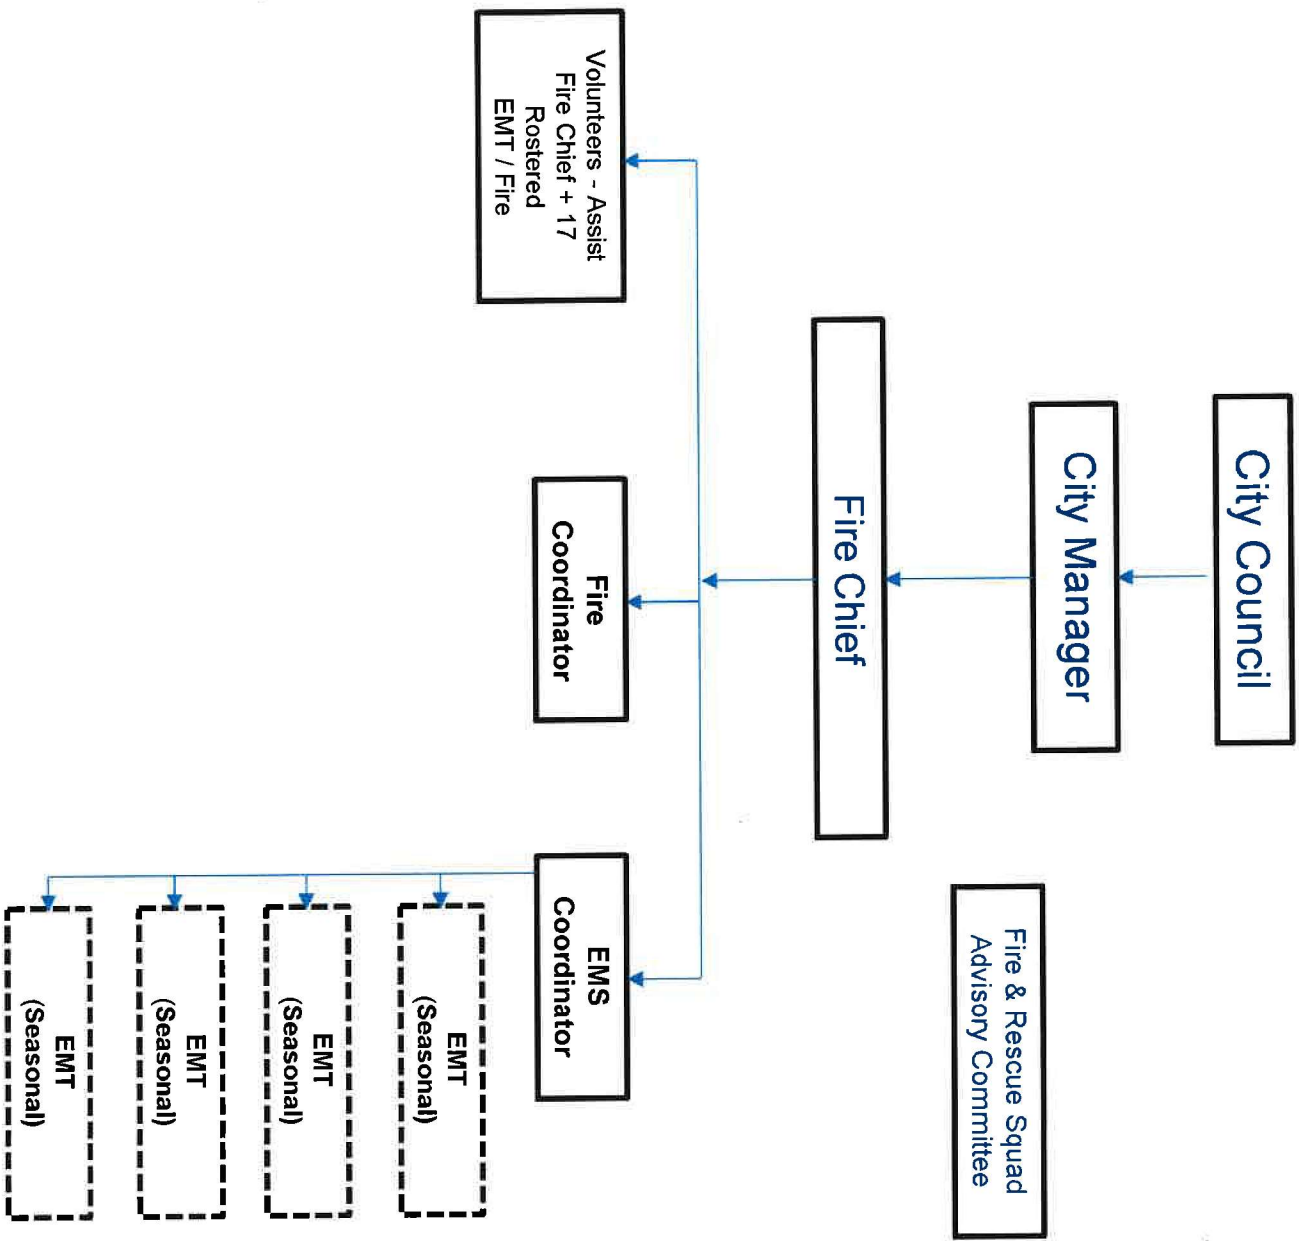 City Council
City Manager
Fire & Rescue Squad
Advisory Committee
Fire Chief
Volunteers - Assist
Fire Chief + 17
Rostered
EMT / Fire
Fire
Coordinator
EMS
Coordinator
EMT
(Seasonal)
EMT
(Seasonal)
EMT
(Seasonal)
EMT
(Seasonal)